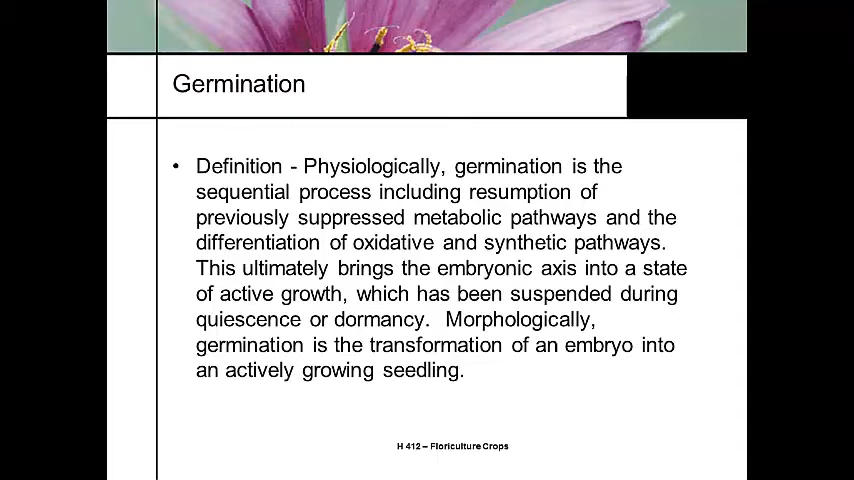 Germination
• Definition - Physiologically, germination is the
sequential process including resumption of
previously suppressed metabolic pathways and the
differentiation of oxidative and synthetic pathways.
This ultimately brings the embryonic axis into a state
of active growth, which has been suspended during
quiescence or dormancy. Morphologically,
germination is the transformation of an embryo into
an actively growing seedling.
H 412 – Floriculture Crops